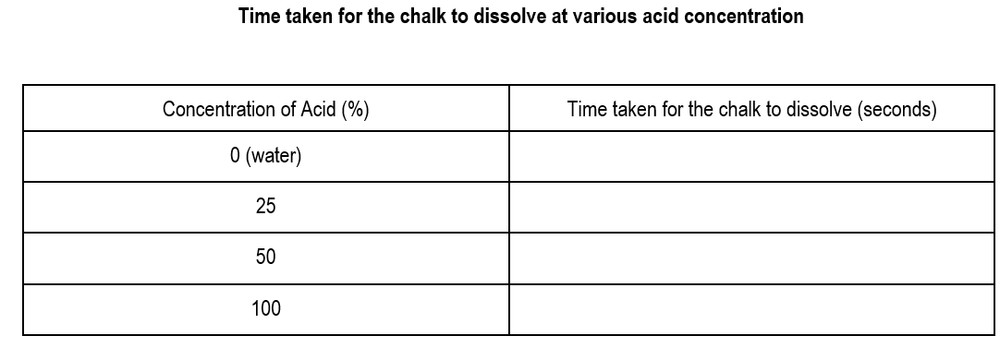 Time taken for the chalk to dissolve at various acid concentration
Concentration of Acid (%) Time taken for the chalk to dissolve (seconds)
0 (water)
25
50
100